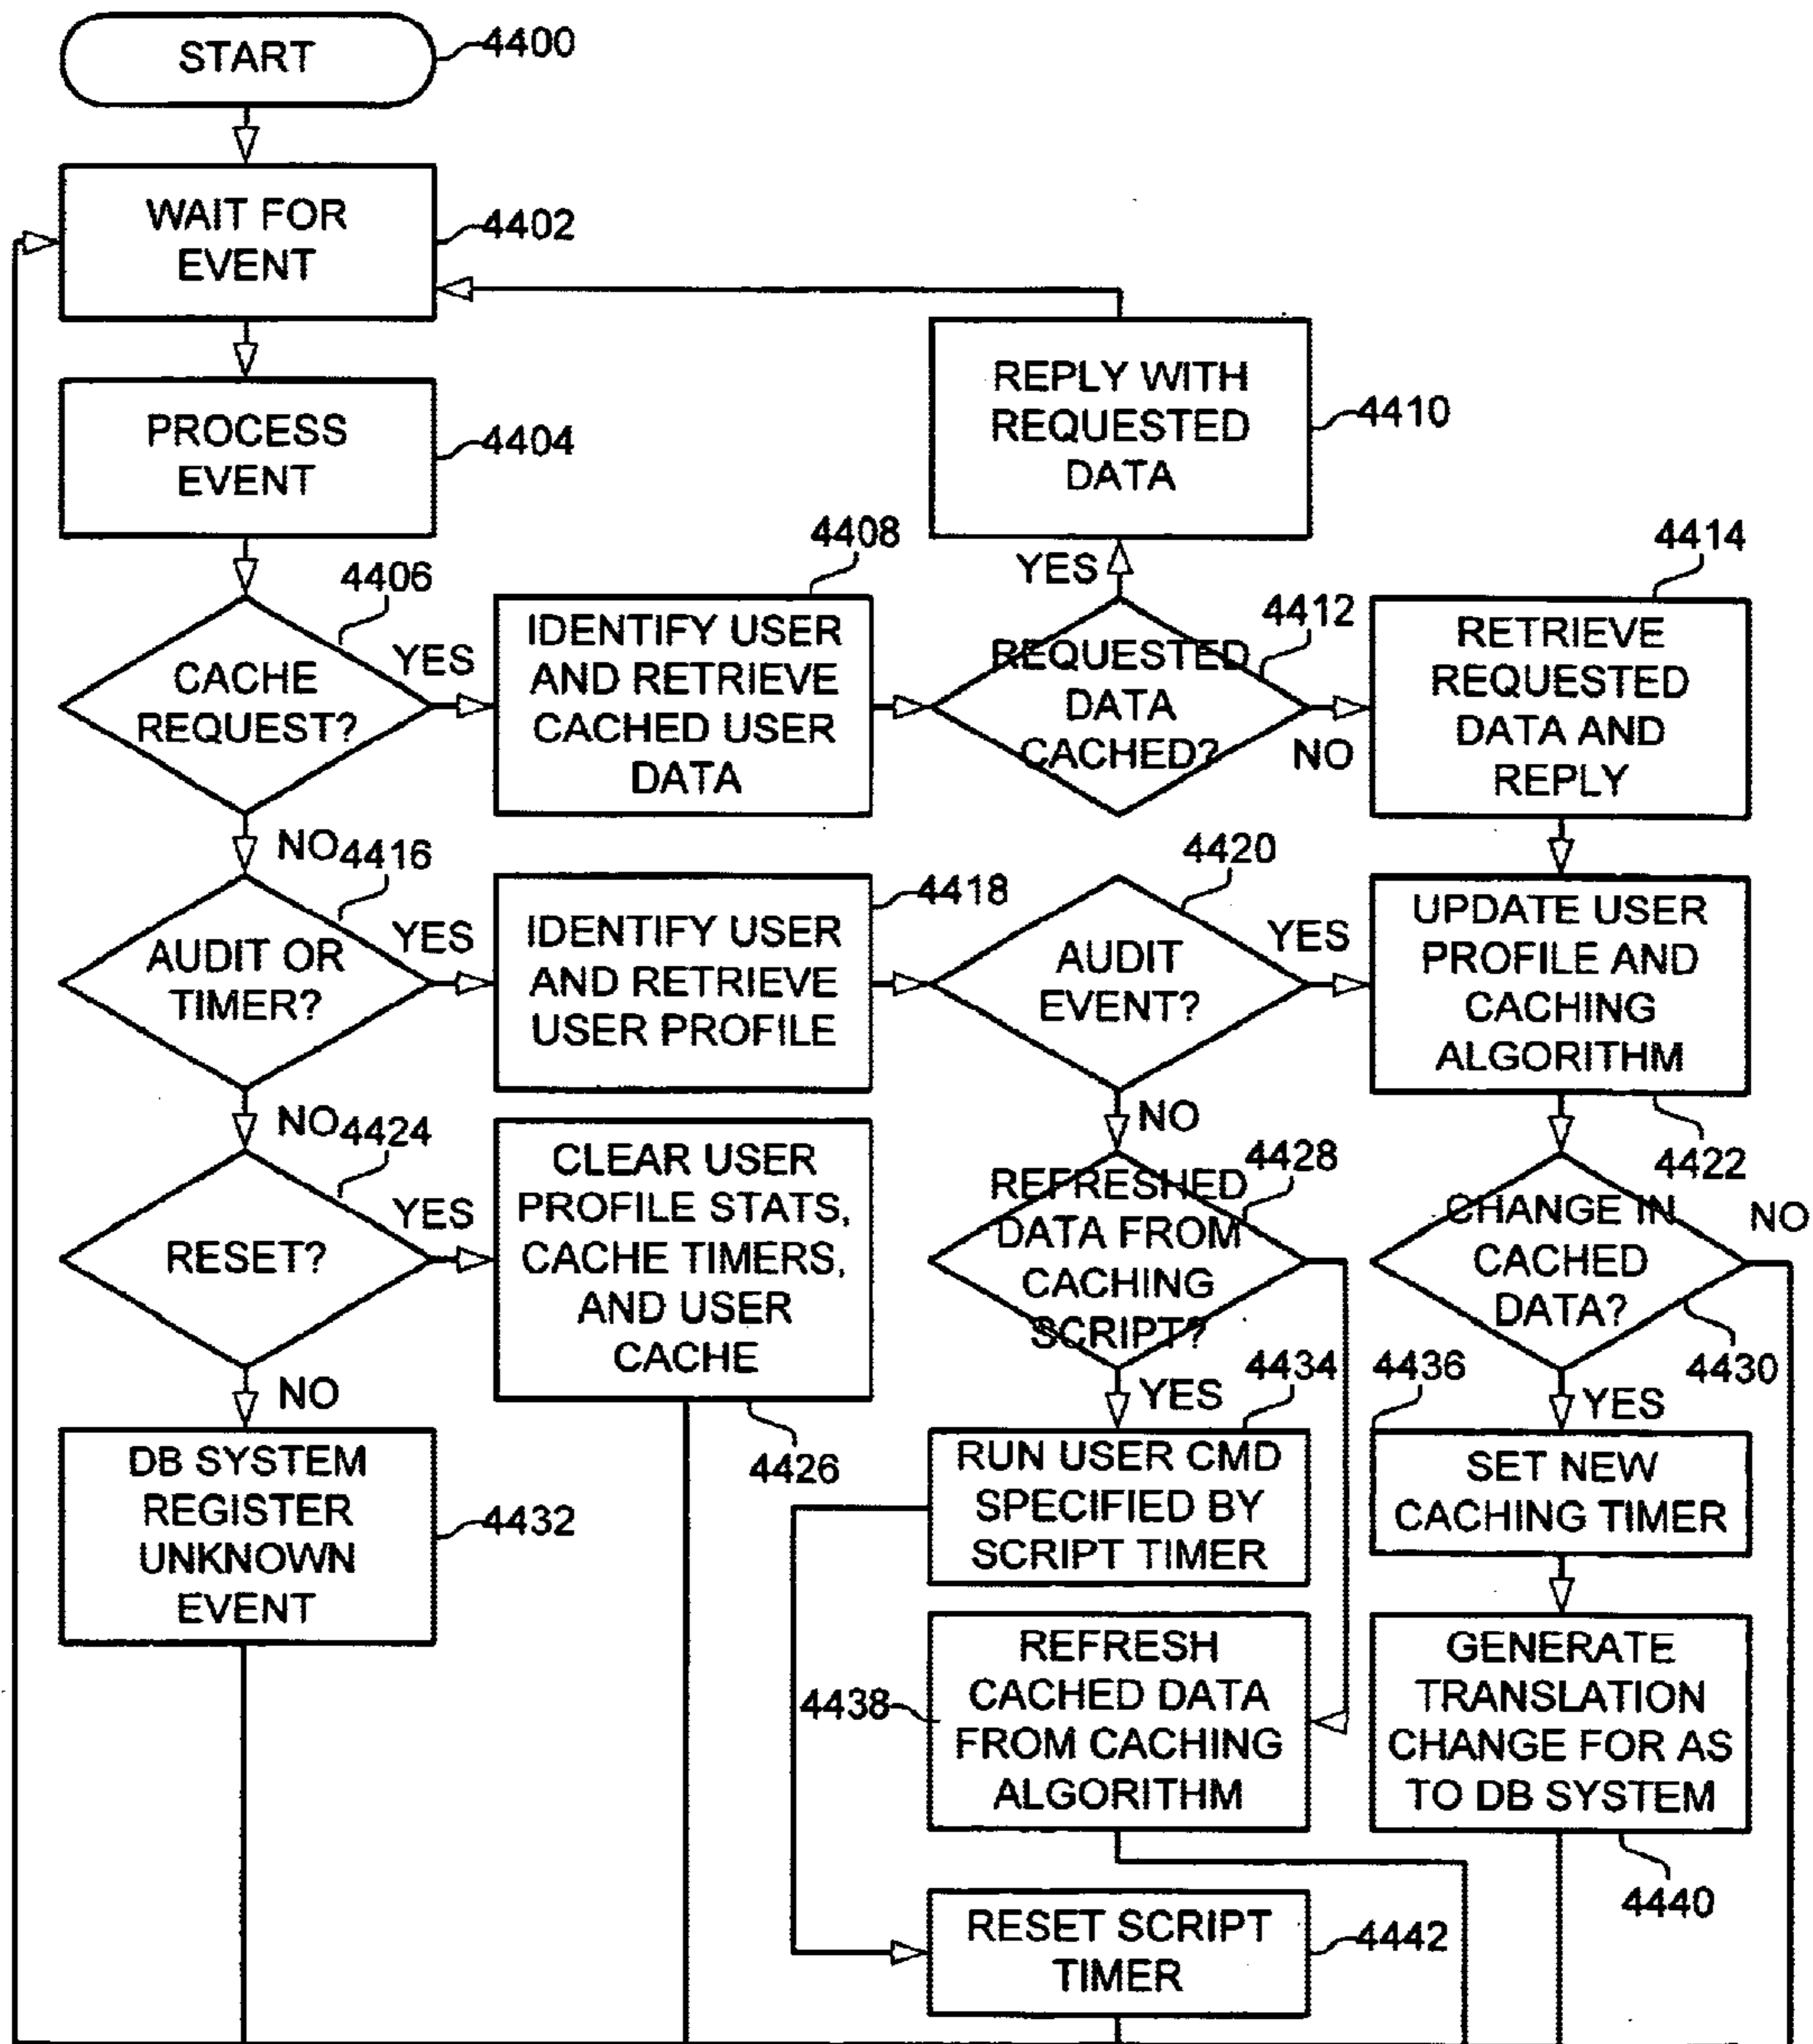 START
4400
WAIT FOR
EVENT
4402
PROCESS
EVENT
4404
REPLY WITH
REQUESTED
DATA
4410
YES
4406
CACHE
REQUEST?
YES
NO
4408
IDENTIFY USER
AND RETRIEVE
CACHED USER
DATA
4412
REQUESTED
DATA
CACHED?
NO
4414
RETRIEVE
REQUESTED
DATA AND
REPLY
4416
AUDIT OR
TIMER?
YES
NO
4418
IDENTIFY USER
AND RETRIEVE
USER PROFILE
4420
AUDIT
EVENT?
YES
NO
UPDATE USER
PROFILE AND
CACHING
ALGORITHM
4422
4424
RESET?
YES
NO
CLEAR USER
PROFILE STATS,
CACHE TIMERS,
AND USER
CACHE
4426
4428
REFRESHED
DATA FROM
CACHING
SCRIPT?
YES
CHANGE IN
CACHED
DATA?
NO
4430
YES
DB SYSTEM
REGISTER
UNKNOWN
EVENT
4432
4434
RUN USER CMD
SPECIFIED BY
SCRIPT TIMER
4436
SET NEW
CACHING TIMER
4438
REFRESH
CACHED DATA
FROM CACHING
ALGORITHM
GENERATE
TRANSLATION
CHANGE FOR AS
TO DB SYSTEM
4440
RESET SCRIPT
TIMER
4442